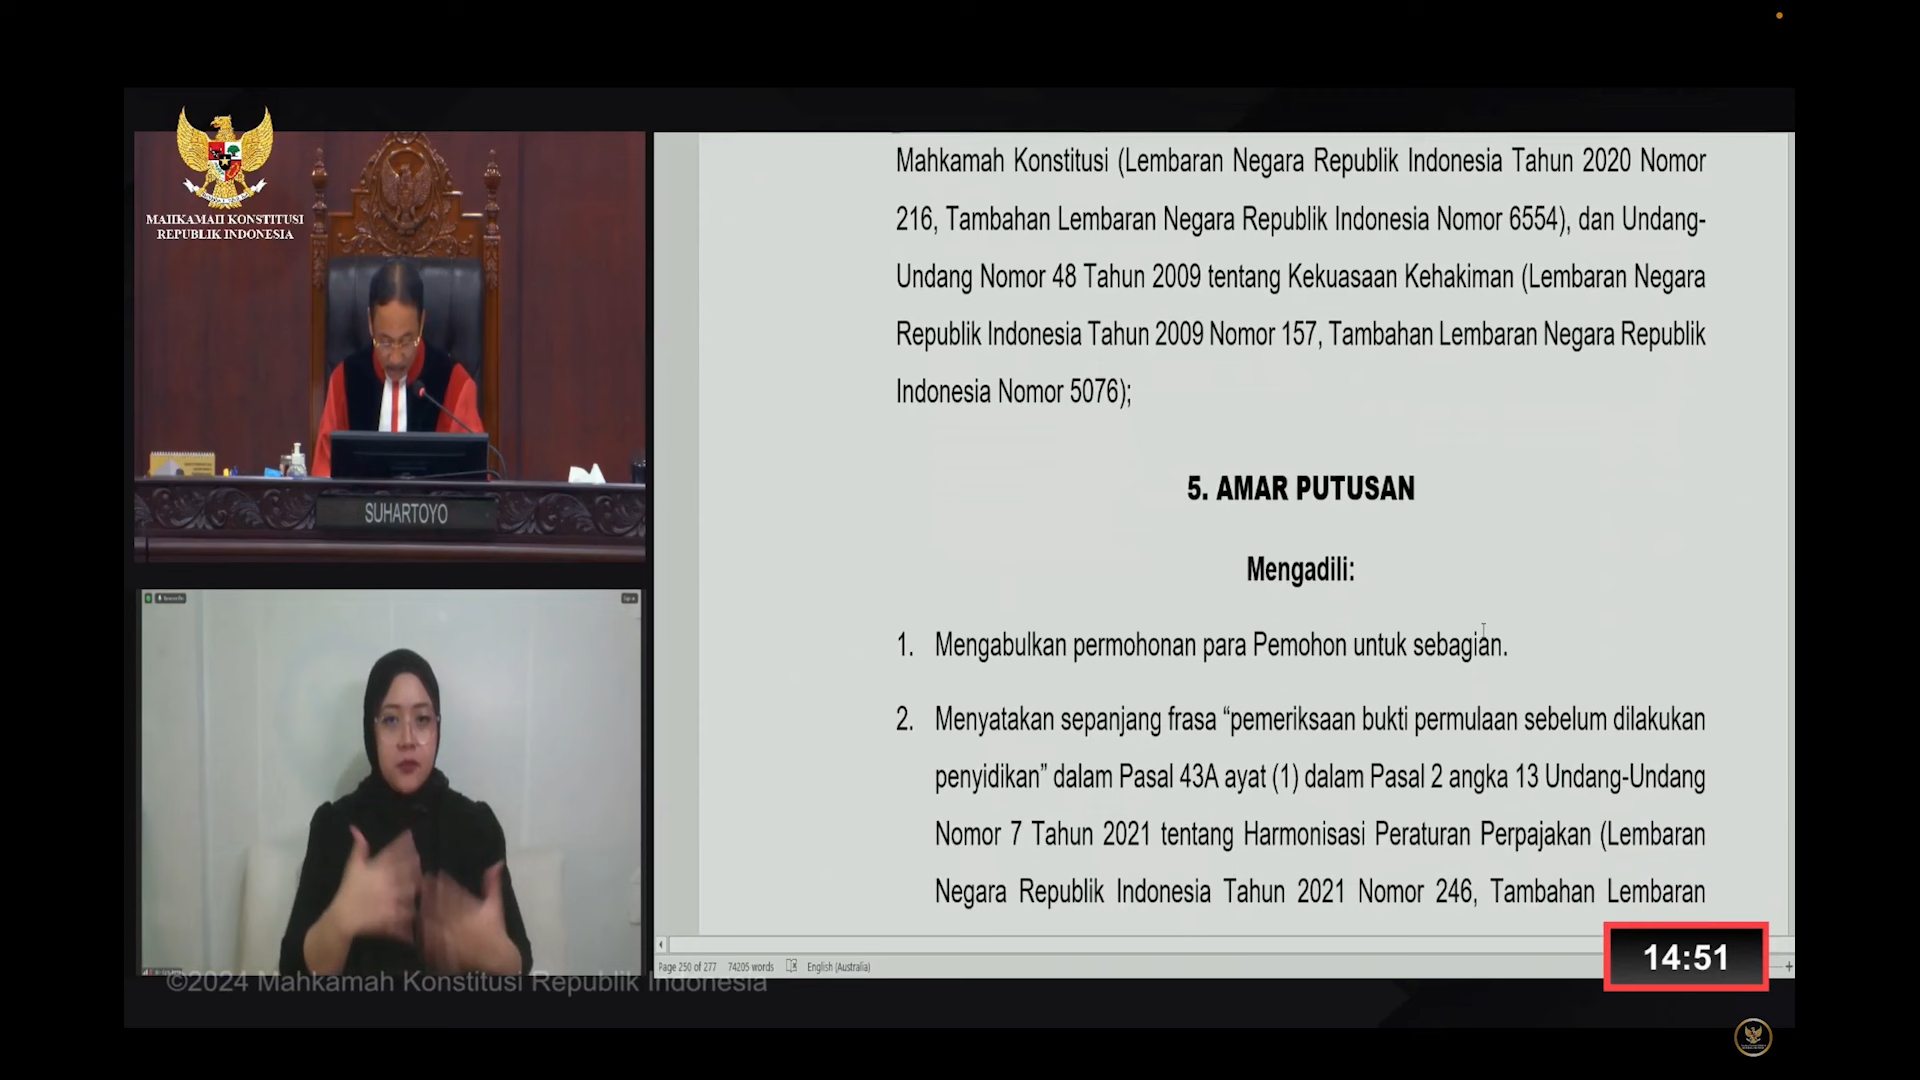 MAHKAMAH KONSTITUSI
REPUBLIK INDONESIA
SUHARTOYO
Mahkamah Konstitusi (Lembaran Negara Republik Indonesia Tahun 2020 Nomor
216, Tambahan Lembaran Negara Republik Indonesia Nomor 6554), dan Undang-
Undang Nomor 48 Tahun 2009 tentang Kekuasaan Kehakiman (Lembaran Negara
Republik Indonesia Tahun 2009 Nomor 157, Tambahan Lembaran Negara Republik
Indonesia Nomor 5076);
5. AMAR PUTUSAN
Mengadili:
1. Mengabulkan permohonan para Pemohon untuk sebagian.
2. Menyatakan sepanjang frasa “pemeriksaan bukti permulaan sebelum dilakukan
penyidikan” dalam Pasal 43A ayat (1) dalam Pasal 2 angka 13 Undang-Undang
Nomor 7 Tahun 2021 tentang Harmonisasi Peraturan Perpajakan (Lembaran
Negara Republik Indonesia Tahun 2021 Nomor 246, Tambahan Lembaran
Page 250 of 277 74205 words English (Australia)
14:51
©2024 Mahkamah Konstitusi Republik Indonesia